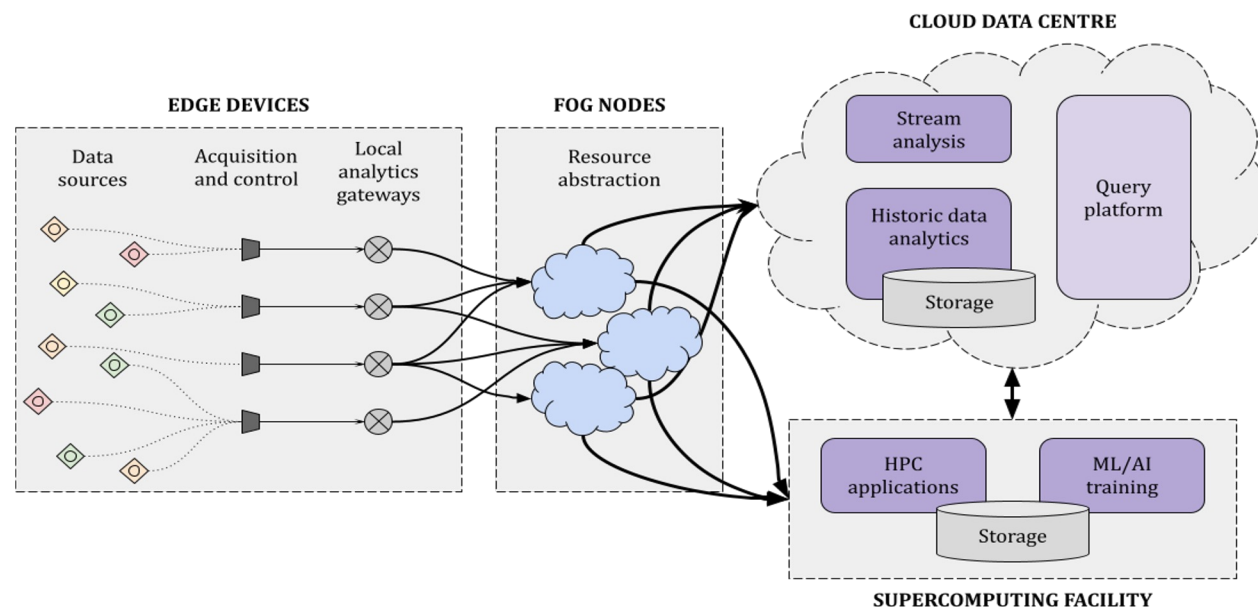 CLOUD DATA CENTRE
EDGE DEVICES
FOG NODES
Data
sources
Acquisition
and control
Local
analytics
gateways
Resource
abstraction
Stream
analysis
Historic data
analytics
Storage
Query
platform
HPC
applications
ML/AI
training
Storage
SUPERCOMPUTING FACILITY